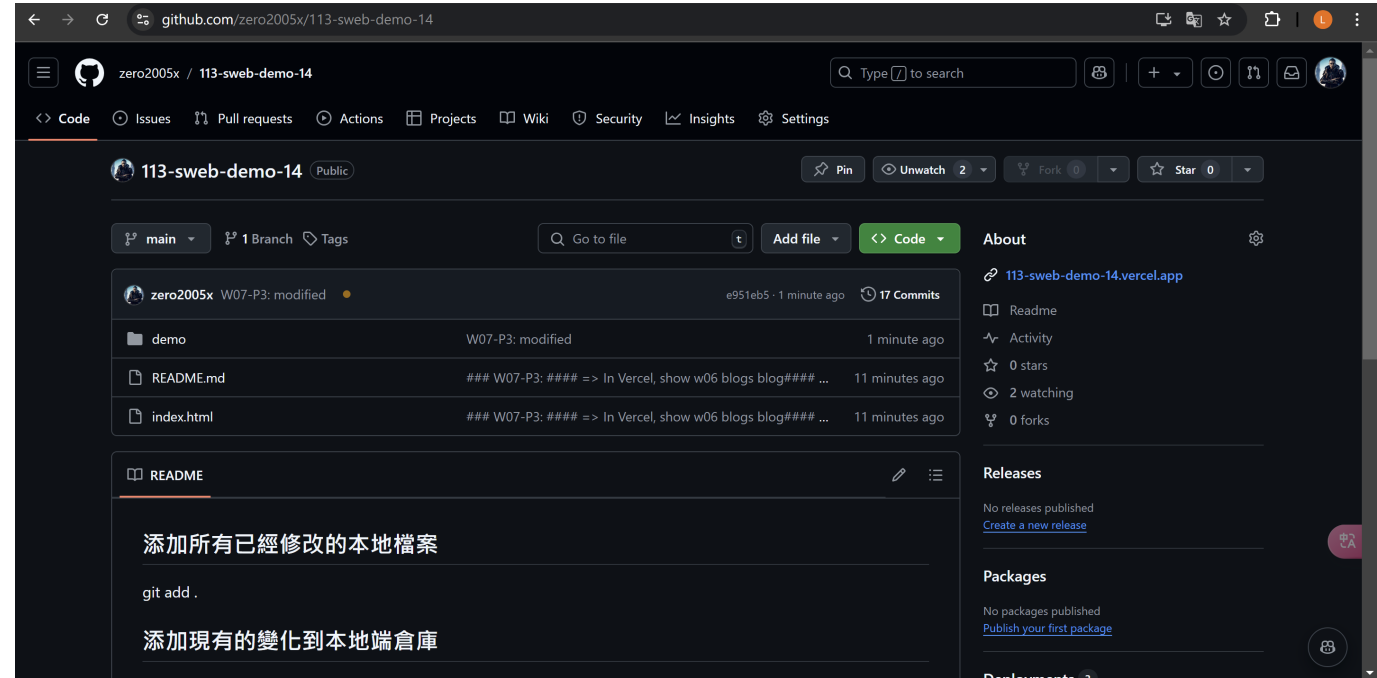 github.com/zero2005x/113-sweb-demo-14
L
zero2005x / 113-sweb-demo-14
Type / to search
Code Issues Pull requests Actions Projects Wiki Security Insights Settings
113-sweb-demo-14 Public
Pin Unwatch 2 Fork 0 Star 0
main 1 Branch Tags Go to file t Add file Code
zero2005x W07-P3: modified e951eb5 · 1 minute ago 17 Commits
demo W07-P3: modified 1 minute ago
README.md ### W07-P3: #### => In Vercel, show w06 blogs blog#### ... 11 minutes ago
index.html ### W07-P3: #### => In Vercel, show w06 blogs blog#### ... 11 minutes ago
README
添加所有已經修改的本地檔案
git add .
添加現有的變化到本地端倉庫
About
113-sweb-demo-14.vercel.app
Readme
Activity
0 stars
2 watching
0 forks
Releases
No releases published
Create a new release
Packages
No packages published
Publish your first package
Deployments